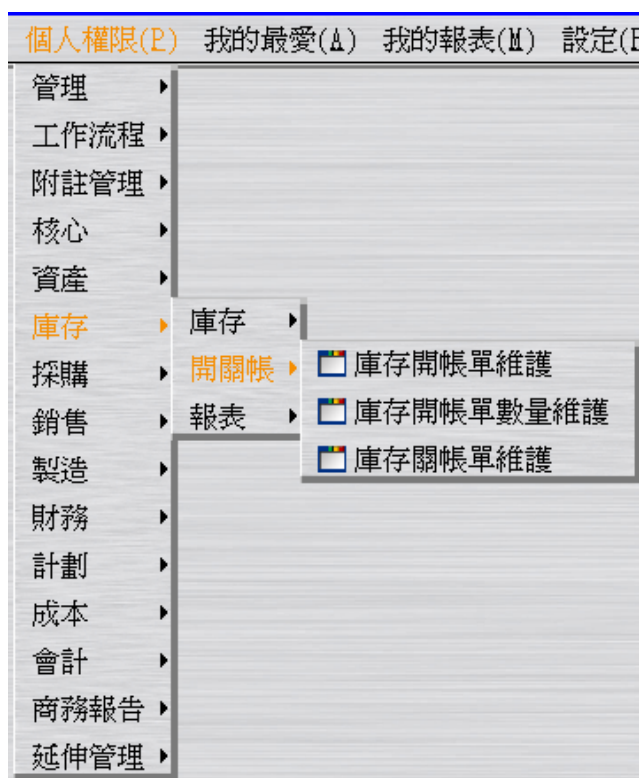 個人權限(P) 我的最愛(A) 我的報表(M) 設定(
管理
工作流程
附註管理
核心
資產
庫存 庫存
採購 開關帳 庫存開帳單維護
銷售 報表 庫存開帳單數量維護
製造 庫存關帳單維護
財務
計劃
成本
會計
商務報告
延伸管理